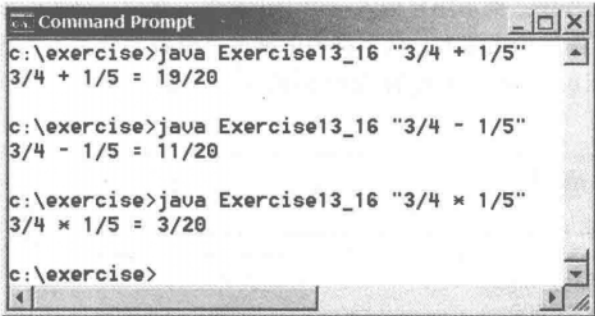 Command Prompt
c:\exercise>java Exercise13_16 "3/4 + 1/5"
3/4 + 1/5 = 19/20
c:\exercise>java Exercise13_16 "3/4 - 1/5"
3/4 - 1/5 = 11/20
c:\exercise>java Exercise13_16 "3/4 * 1/5"
3/4 * 1/5 = 3/20
c:\exercise>